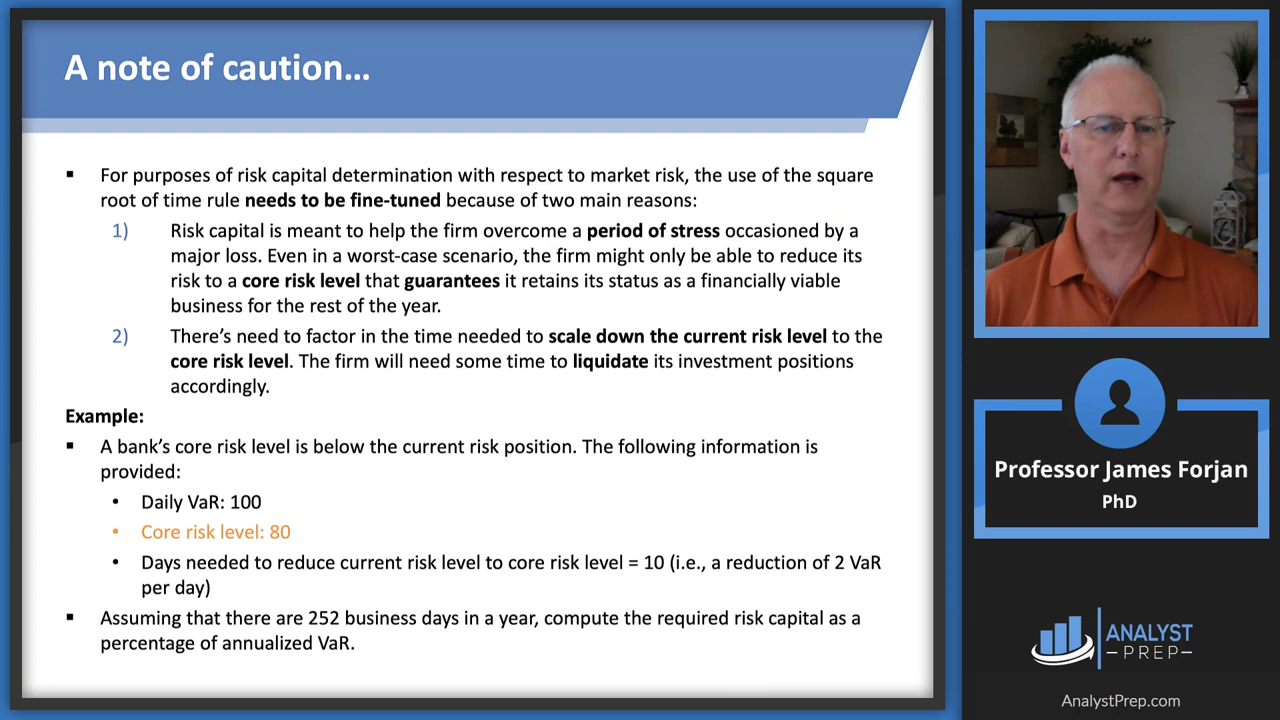 A note of caution...
▪ For purposes of risk capital determination with respect to market risk, the use of the square
root of time rule needs to be fine-tuned because of two main reasons:
1) Risk capital is meant to help the firm overcome a period of stress occasioned by a
major loss. Even in a worst-case scenario, the firm might only be able to reduce its
risk to a core risk level that guarantees it retains its status as a financially viable
business for the rest of the year.
2) There’s need to factor in the time needed to scale down the current risk level to the
core risk level. The firm will need some time to liquidate its investment positions
accordingly.
Example:
▪ A bank’s core risk level is below the current risk position. The following information is
provided:
• Daily VaR: 100
• Core risk level: 80
• Days needed to reduce current risk level to core risk level = 10 (i.e., a reduction of 2 VaR
per day)
▪ Assuming that there are 252 business days in a year, compute the required risk capital as a
percentage of annualized VaR.
Professor James Forjan
PhD
ANALYST
–PREP–
AnalystPrep.com